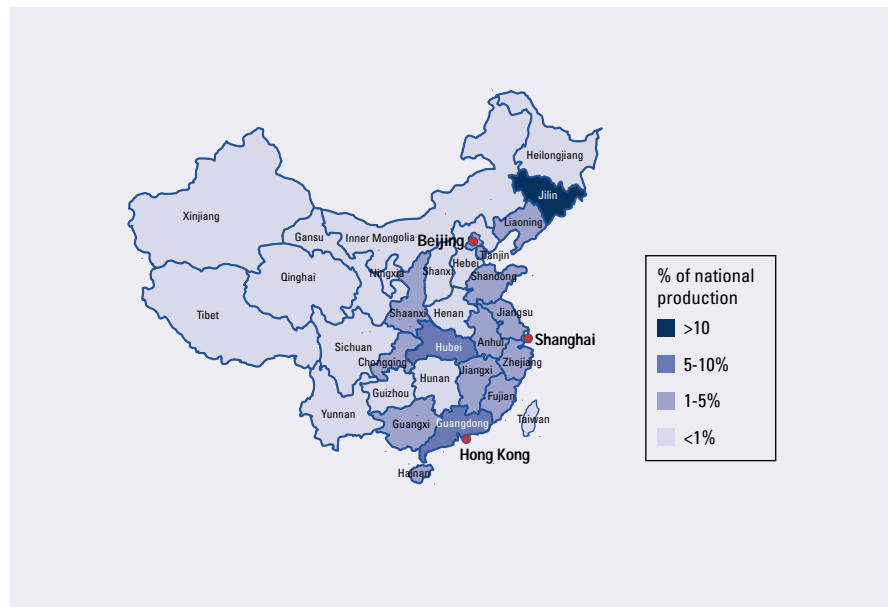 Heilongjiang
Jilin
Liaoning
Xinjiang
Gansu
Inner Mongolia
Beijing
Tianjin
Hebei
Qinghai
Ningxia
Shanxi
Shandong
Tibet
Shaanxi
Henan
Jiangsu
Sichuan
Hubei
Anhui
Shanghai
Chongqing
Zhejiang
Hunan
Jiangxi
Guizhou
Fujian
Yunnan
Guangxi
Guangdong
Taiwan
Hong Kong
Hainan
% of national
production
>10
5-10%
1-5%
<1%